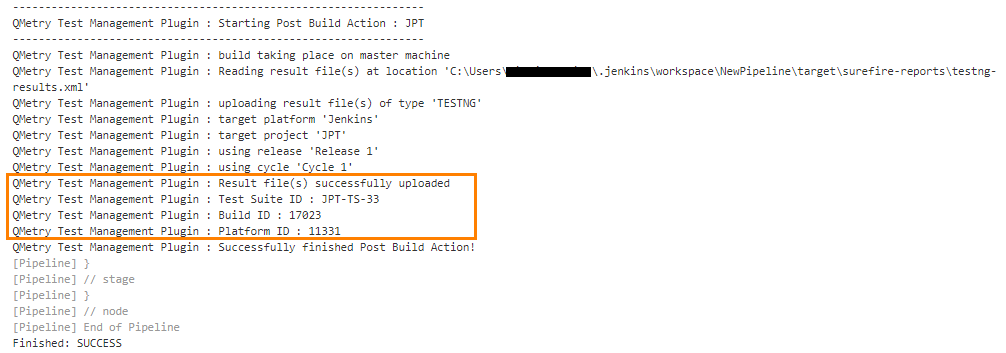 ----------------------------------------------------------------
QMetry Test Management Plugin : Starting Post Build Action : JPT
----------------------------------------------------------------
QMetry Test Management Plugin : build taking place on master machine
QMetry Test Management Plugin : Reading result file(s) at location 'C:\Users\ \.jenkins\workspace\NewPipeline\target\surefire-reports\testng-
results.xml'
QMetry Test Management Plugin : uploading result file(s) of type 'TESTNG'
QMetry Test Management Plugin : target platform 'Jenkins'
QMetry Test Management Plugin : target project 'JPT'
QMetry Test Management Plugin : using release 'Release 1'
QMetry Test Management Plugin : using cycle 'Cycle 1'
QMetry Test Management Plugin : Result file(s) successfully uploaded
QMetry Test Management Plugin : Test Suite ID : JPT-TS-33
QMetry Test Management Plugin : Build ID : 17023
QMetry Test Management Plugin : Platform ID : 11331
QMetry Test Management Plugin : Successfully finished Post Build Action!
[Pipeline] }
[Pipeline] // stage
[Pipeline] }
[Pipeline] // node
[Pipeline] End of Pipeline
Finished: SUCCESS